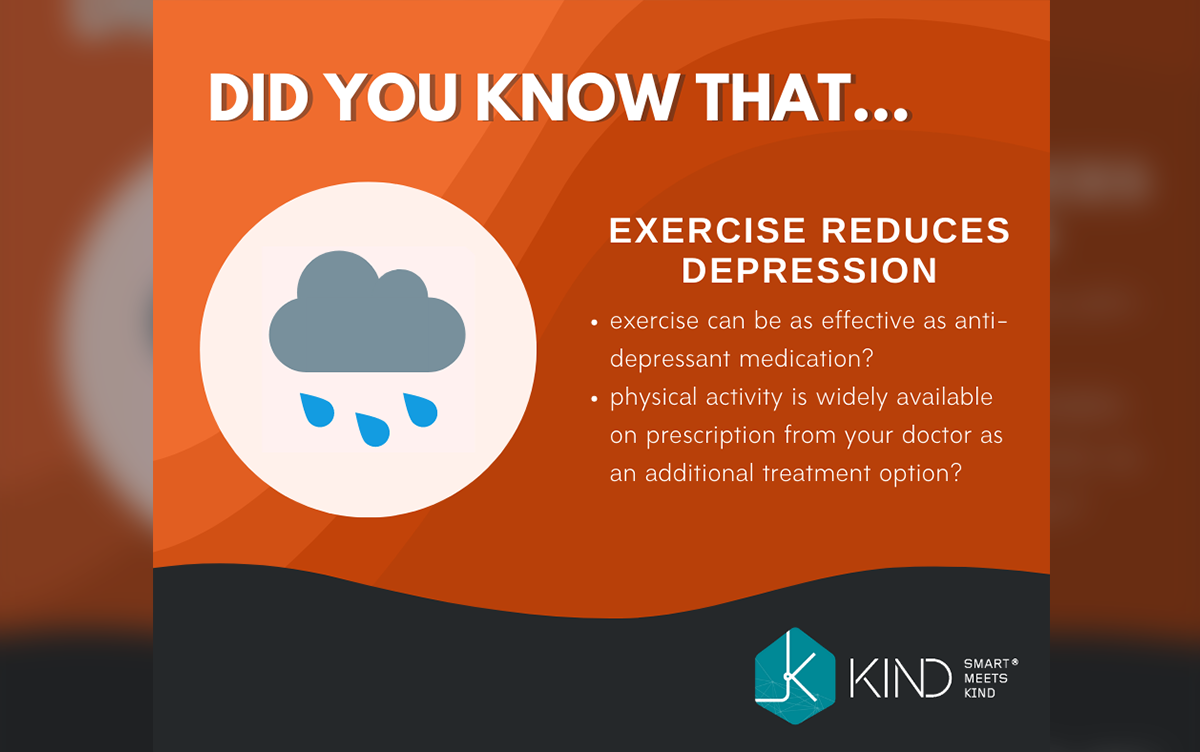 DID YOU KNOW THAT...
EXERCISE REDUCES
DEPRESSION
• exercise can be as effective as anti-
depressant medication?
• physical activity is widely available
on prescription from your doctor as
an additional treatment option?
KIND
SMART®
MEETS
KIND